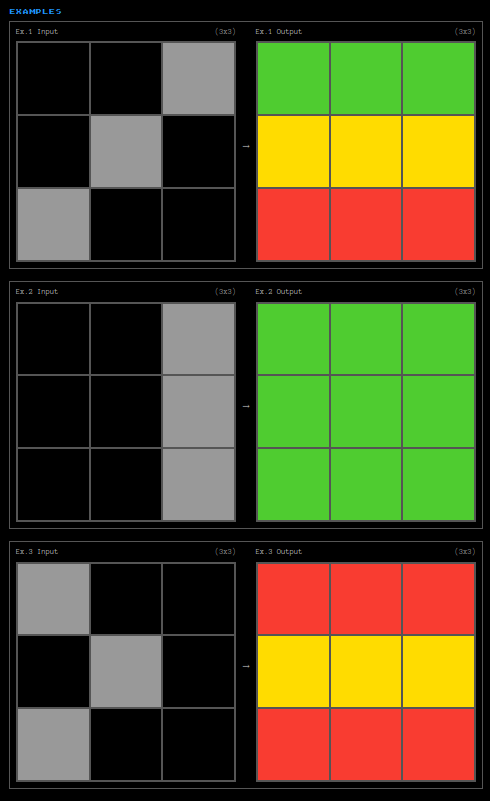 EXAMPLES
Ex.1 Input (3x3) Ex.1 Output (3x3)
→
Ex.2 Input (3x3) Ex.2 Output (3x3)
→
Ex.3 Input (3x3) Ex.3 Output (3x3)
→